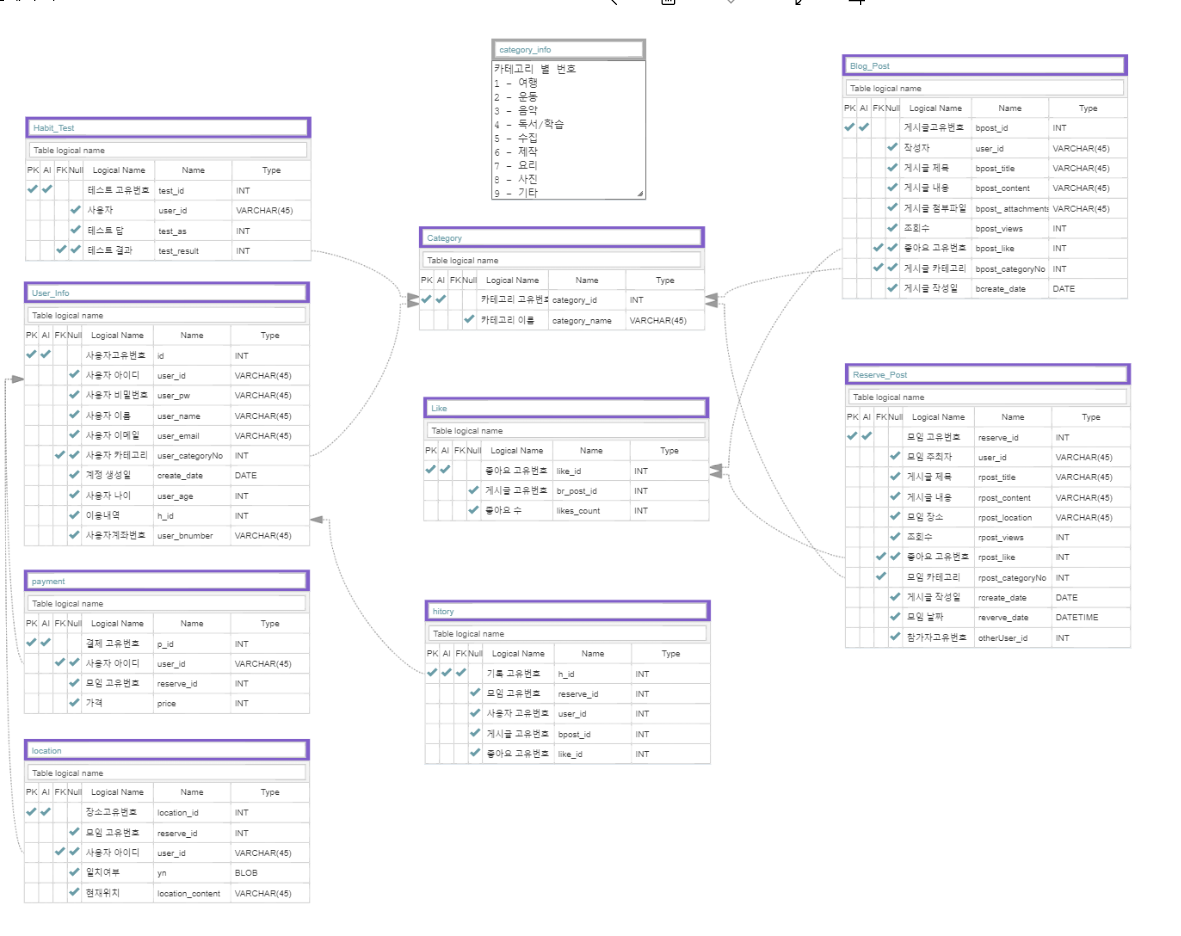 category_info
카테고리 별 번호
1 - 여행
2 - 운동
3 - 음악
4 - 독서/학습
5 - 수집
6 - 제작
7 - 요리
8 - 사진
9 - 기타
Habit_Test
Table logical name
PK AI FK Null Logical Name Name Type
테스트 고유번호 test_id INT
사용자 user_id VARCHAR(45)
테스트 답 test_as INT
테스트 결과 test_result INT
User_Info
Table logical name
PK AI FK Null Logical Name Name Type
사용자고유번호 id INT
사용자 아이디 user_id VARCHAR(45)
사용자 비밀번호 user_pw VARCHAR(45)
사용자 이름 user_name VARCHAR(45)
사용자 이메일 user_email VARCHAR(45)
사용자 카테고리 user_categoryNo INT
계정 생성일 create_date DATE
사용자 나이 user_age INT
이용내역 h_id INT
사용자계좌번호 user_bnumber VARCHAR(45)
payment
Table logical name
PK AI FK Null Logical Name Name Type
결제 고유번호 p_id INT
사용자 아이디 user_id VARCHAR(45)
모임 고유번호 reserve_id INT
가격 price INT
location
Table logical name
PK AI FK Null Logical Name Name Type
장소고유번호 location_id INT
모임 고유번호 reserve_id INT
사용자 아이디 user_id VARCHAR(45)
일치여부 yn BLOB
현재위치 location_content VARCHAR(45)
Category
Table logical name
PK AI FK Null Logical Name Name Type
카테고리 고유번호 category_id INT
카테고리 이름 category_name VARCHAR(45)
Like
Table logical name
PK AI FK Null Logical Name Name Type
좋아요 고유번호 like_id INT
게시글 고유번호 br_post_id INT
좋아요 수 likes_count INT
hitory
Table logical name
PK AI FK Null Logical Name Name Type
기록 고유번호 h_id INT
모임 고유번호 reserve_id INT
사용자 고유번호 user_id INT
게시글 고유번호 bpost_id INT
좋아요 고유번호 like_id INT
Blog_Post
Table logical name
PK AI FK Null Logical Name Name Type
게시글고유번호 bpost_id INT
작성자 user_id VARCHAR(45)
게시글 제목 bpost_title VARCHAR(45)
게시글 내용 bpost_content VARCHAR(45)
게시글 첨부파일 bpost_attachments VARCHAR(45)
조회수 bpost_views INT
좋아요 고유번호 bpost_like INT
게시글 카테고리 bpost_categoryNo INT
게시글 작성일 bcreate_date DATE
Reserve_Post
Table logical name
PK AI FK Null Logical Name Name Type
모임 고유번호 reserve_id INT
모임 주최자 user_id VARCHAR(45)
게시글 제목 rpost_title VARCHAR(45)
게시글 내용 rpost_content VARCHAR(45)
모임 장소 rpost_location VARCHAR(45)
조회수 rpost_views INT
좋아요 고유번호 rpost_like INT
모임 카테고리 rpost_categoryNo INT
게시글 작성일 rcreate_date DATE
모임 날짜 reverve_date DATETIME
참가자고유번호 otherUser_id INT